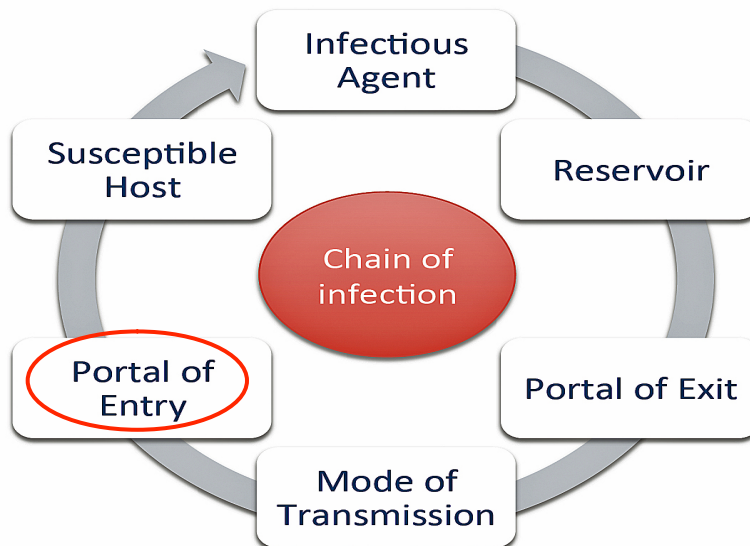 Infectious
Agent
Susceptible
Host
Reservoir
Chain of
infection
Portal of
Entry
Portal of Exit
Mode of
Transmission